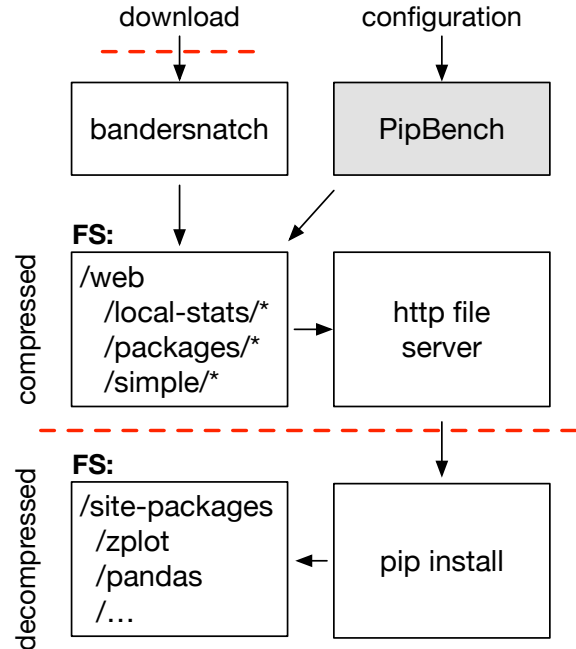 download
configuration
bandersnatch
PipBench
compressed
FS:
/web
/local-stats/*
/packages/*
/simple/*
http file
server
decompressed
FS:
/site-packages
/zplot
/pandas
/...
pip install